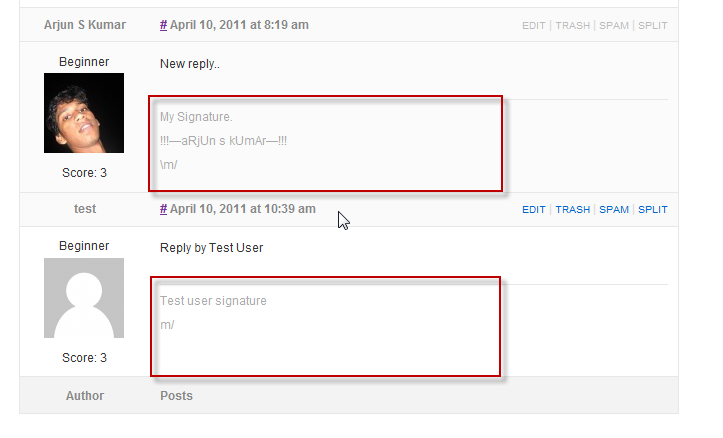 Arjun S Kumar # April 10, 2011 at 8:19 am EDIT | TRASH | SPAM | SPLIT
Beginner
New reply..
My Signature.
!!!—aRjUn s kUmAr—!!!
\m/
Score: 3
test # April 10, 2011 at 10:39 am EDIT | TRASH | SPAM | SPLIT
Beginner
Reply by Test User
Test user signature
m/
Score: 3
Author Posts